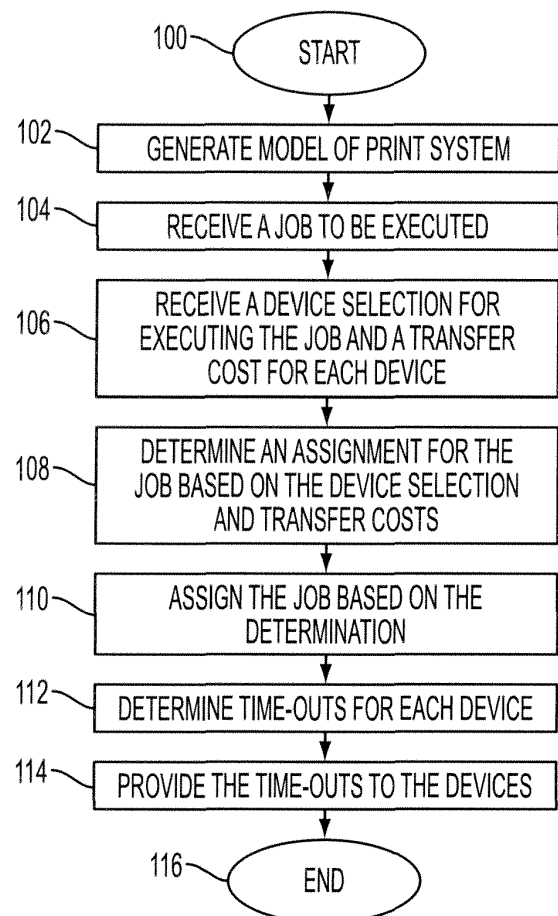 100
START
102
GENERATE MODEL OF PRINT SYSTEM
104
RECEIVE A JOB TO BE EXECUTED
106
RECEIVE A DEVICE SELECTION FOR
EXECUTING THE JOB AND A TRANSFER
COST FOR EACH DEVICE
108
DETERMINE AN ASSIGNMENT FOR THE
JOB BASED ON THE DEVICE SELECTION
AND TRANSFER COSTS
110
ASSIGN THE JOB BASED ON THE
DETERMINATION
112
DETERMINE TIME-OUTS FOR EACH DEVICE
114
PROVIDE THE TIME-OUTS TO THE DEVICES
116
END